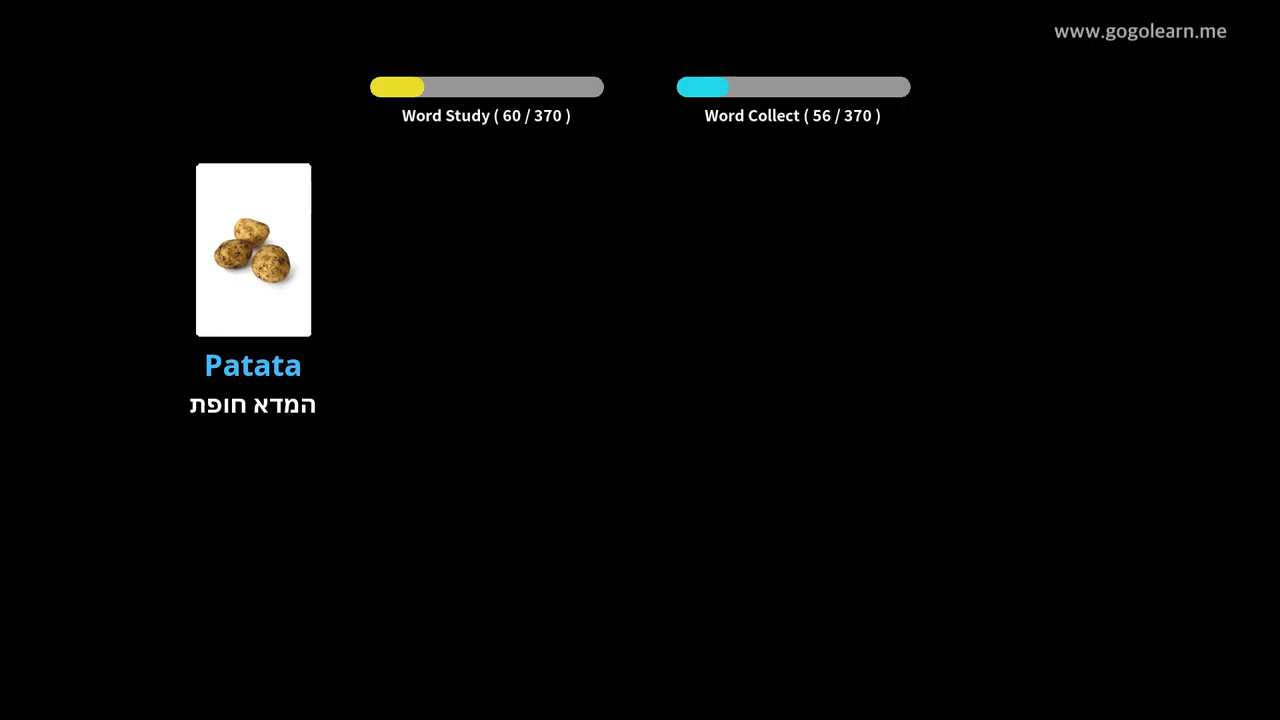 www.gogolearn.me
Word Study ( 60 / 370 )
Word Collect ( 56 / 370 )
Patata
המדא חופת